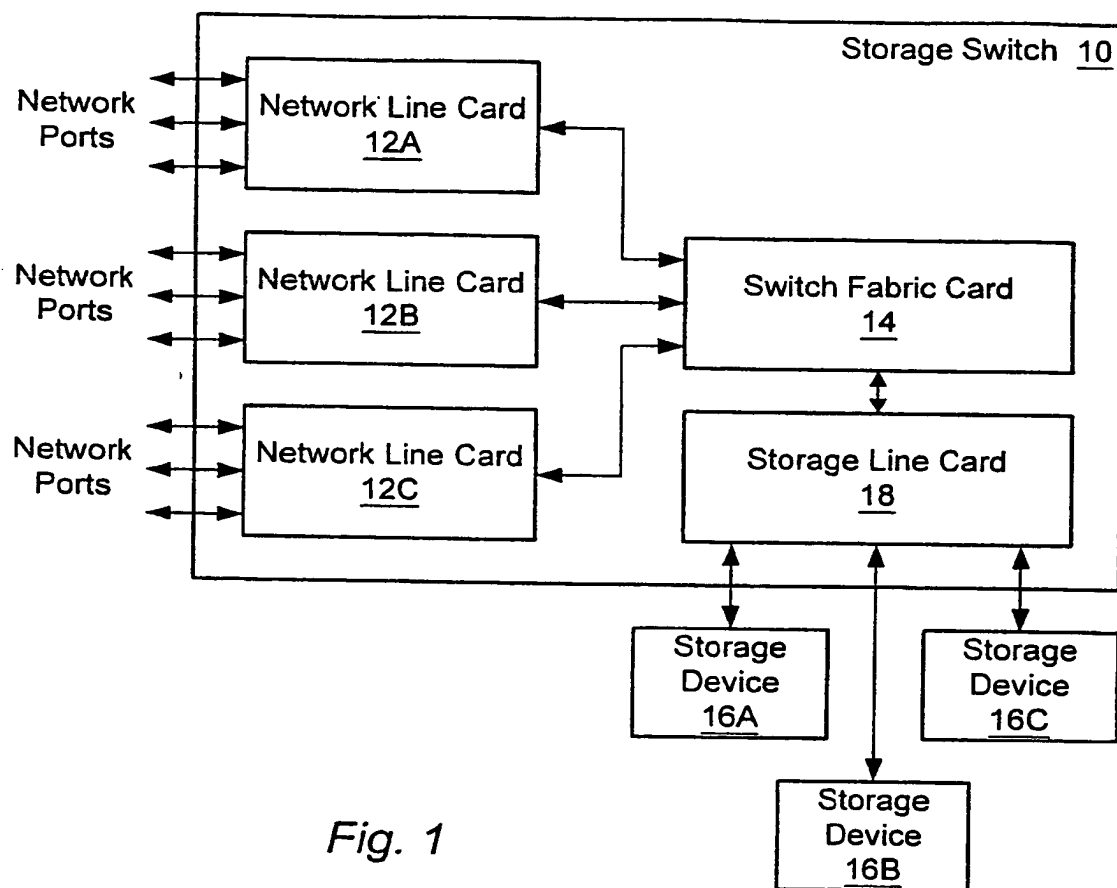 Storage Switch 10
Network
Ports
Network Line Card
12A
Network
Ports
Network Line Card
12B
Switch Fabric Card
14
Network
Ports
Network Line Card
12C
Storage Line Card
18
Storage
Device
16A
Storage
Device
16C
Storage
Device
16B
Fig. 1